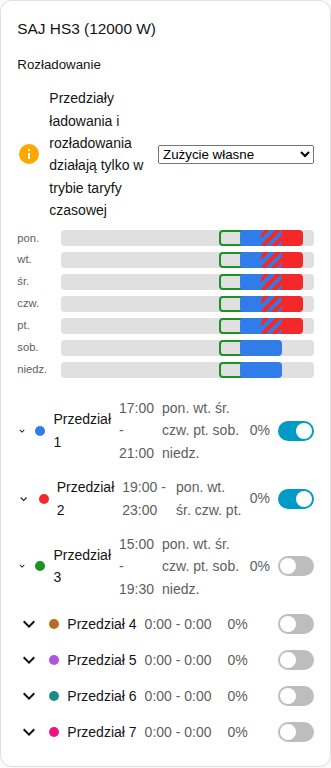 SAJ HS3 (12000 W)
Rozładowanie
Przedziały
ładowania i
rozładowania
działają tylko w
trybie taryfy
czasowej
Zużycie własne
pon.
wt.
śr.
czw.
pt.
sob.
niedz.
Przedział
1
17:00
-
21:00
pon. wt. śr.
czw. pt. sob.
niedz.
0%
Przedział
2
19:00 -
23:00
pon. wt.
śr. czw. pt.
0%
Przedział
3
15:00
-
19:30
pon. wt. śr.
czw. pt. sob.
niedz.
0%
Przedział 4 0:00 - 0:00 0%
Przedział 5 0:00 - 0:00 0%
Przedział 6 0:00 - 0:00 0%
Przedział 7 0:00 - 0:00 0%